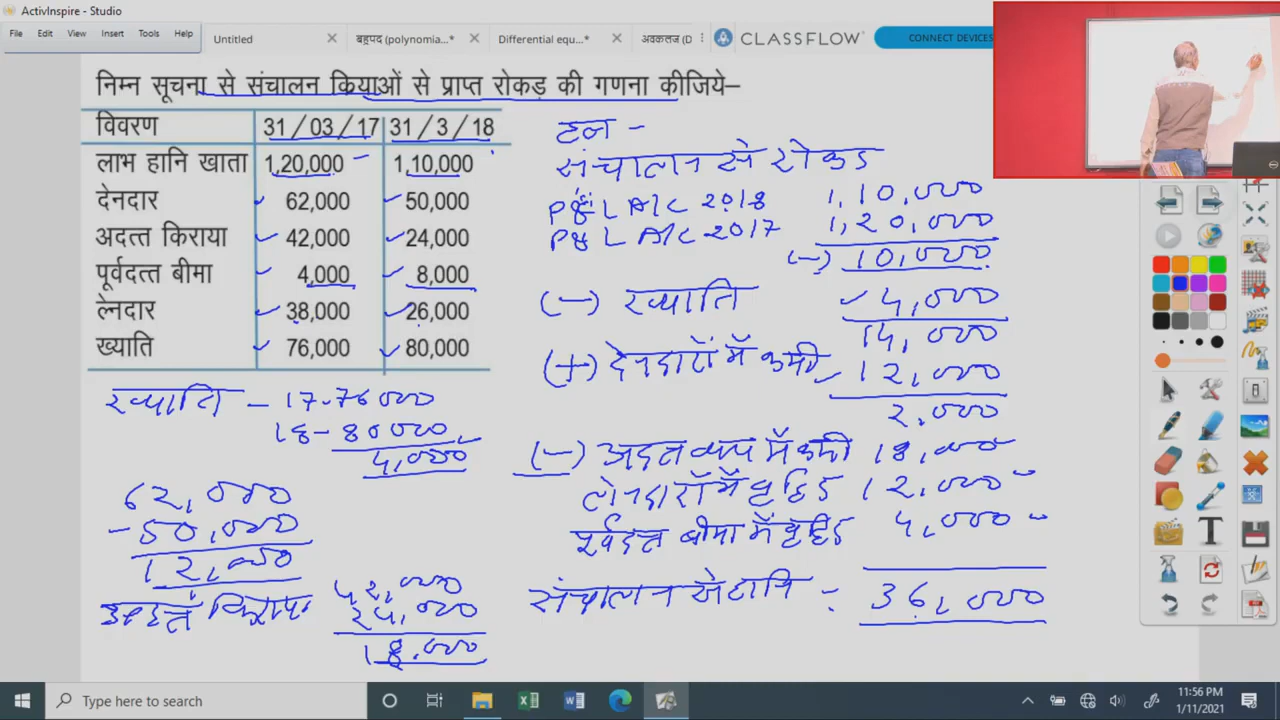 ActivInspire - Studio
File Edit View Insert Tools Help
Untitled
बहुपद (polynomia...*
Differential equ...*
अवकलज (D
CLASSFLOW
CONNECT DEVICES
निम्न सूचना से संचालन कियाओं से प्राप्त रोकड़ की गणना कीजिये–
विवरण 31/03/17 31/3/18
लाभ हानि खाता 1,20,000 1,10,000
देनदार 62,000 50,000
अदत्त किराया 42,000 24,000
पूर्वदत्त बीमा 4,000 8,000
लेनदार 38,000 26,000
ख्याति 76,000 80,000
ख्याति - 17-76000
18-80000
4,000
62,000
-50,000
12,000
अदत्त किराया 42,000
24,000
18,000
हल -
संचालन से रोकड
P&L A/C 2018 1,10,000
P&L A/C 2017 1,20,000
(-) 10,000
(-) ख्याति 4,000
14,000
(+) देनदारों में कमी 12,000
2,000
(-) अदत्त व्यय में कमी 18,000
लेनदारों में वृद्धि 12,000
पूर्वदत्त बीमा में वृद्धि 4,000
संचालन से हानि = 36,000
Type here to search
11:56 PM
1/11/2021